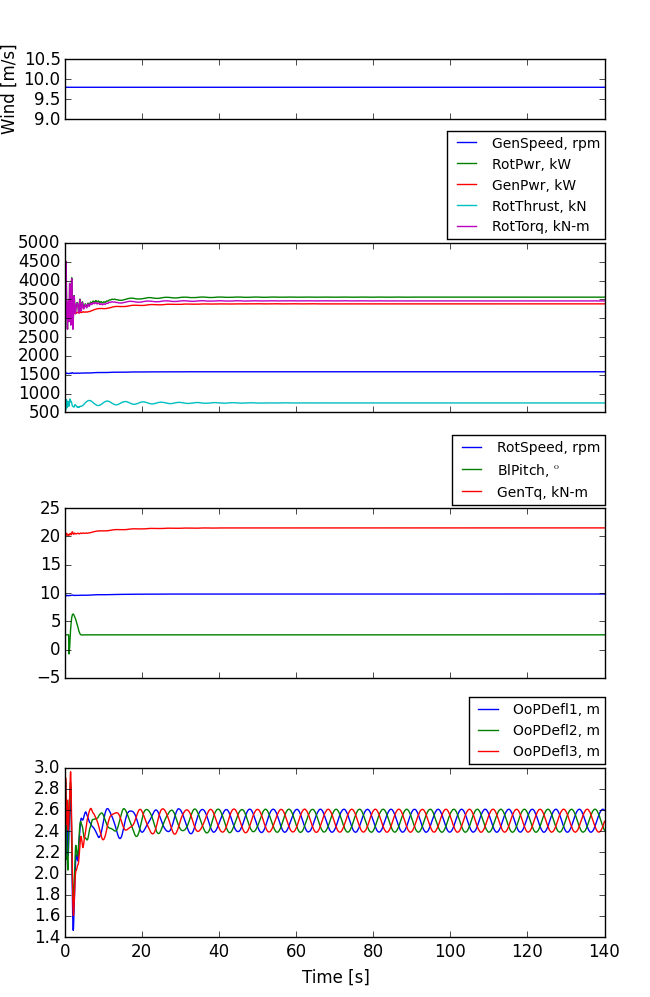 Wind [m/s]
10.5
10.0
9.5
9.0
GenSpeed, rpm
RotPwr, kW
GenPwr, kW
RotThrust, kN
RotTorq, kN-m
5000
4500
4000
3500
3000
2500
2000
1500
1000
500
RotSpeed, rpm
BlPitch, °
GenTq, kN-m
25
20
15
10
5
0
−5
OoPDefl1, m
OoPDefl2, m
OoPDefl3, m
3.0
2.8
2.6
2.4
2.2
2.0
1.8
1.6
1.4
0 20 40 60 80 100 120 140
Time [s]